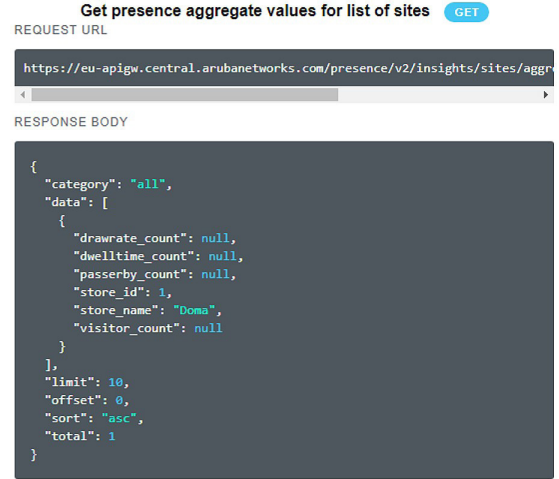 Get presence aggregate values for list of sites GET
REQUEST URL
https://eu-apigw.central.arubanetworks.com/presence/v2/insights/sites/aggre
RESPONSE BODY
{
"category": "all",
"data": [
{
"drawrate_count": null,
"dwelltime_count": null,
"passerby_count": null,
"store_id": 1,
"store_name": "Doma",
"visitor_count": null
}
],
"limit": 10,
"offset": 0,
"sort": "asc",
"total": 1
}